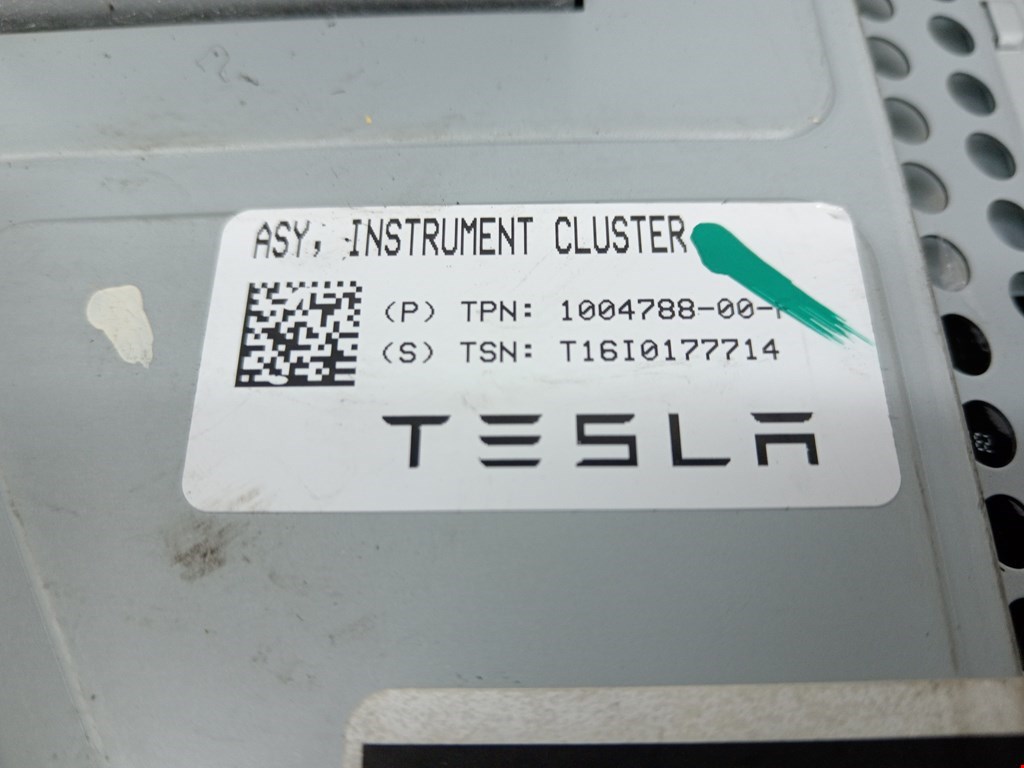 ASY, INSTRUMENT CLUSTER
(P) TPN: 1004788-00-
(S) TSN: T16I0177714
TESLA